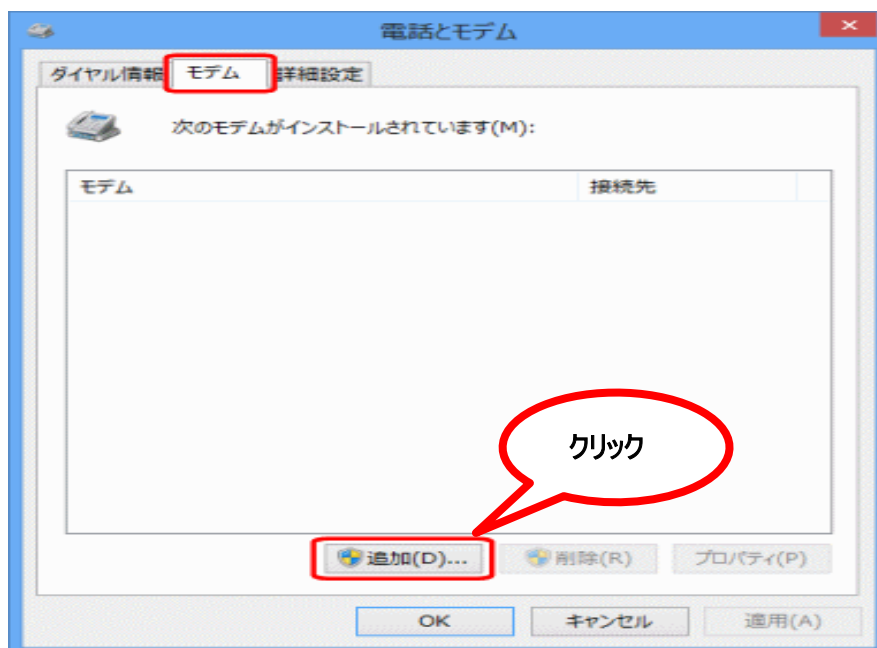 電話とモデム
ダイヤル情報 モデム 詳細設定
次のモデムがインストールされています(M):
モデム 接続先
クリック
追加(D)... 削除(R) プロパティ(P)
OK キャンセル 適用(A)